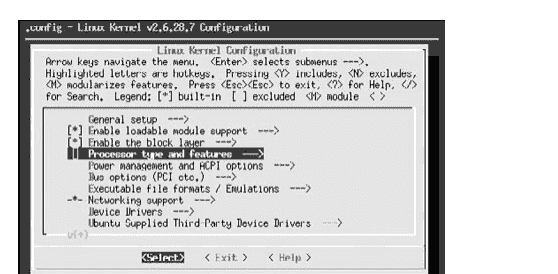 .config - Linux Kernel v2.6.28.7 Configuration
Linux Kernel Configuration
Arrow keys navigate the menu. <Enter> selects submenus --->.
Highlighted letters are hotkeys. Pressing <Y> includes, <N> excludes,
<M> modularizes features. Press <Esc><Esc> to exit, <?> for Help, </>
for Search. Legend: [*] built-in [ ] excluded <M> module < >
General setup --->
[*] Enable loadable module support --->
[*] Enable the block layer --->
Processor type and features --->
Power management and ACPI options --->
Bus options (PCI etc.) --->
Executable file formats / Emulations --->
-*- Networking support --->
Device Drivers --->
Ubuntu Supplied Third-Party Device Drivers --->
v(+)
<Select> < Exit > < Help >